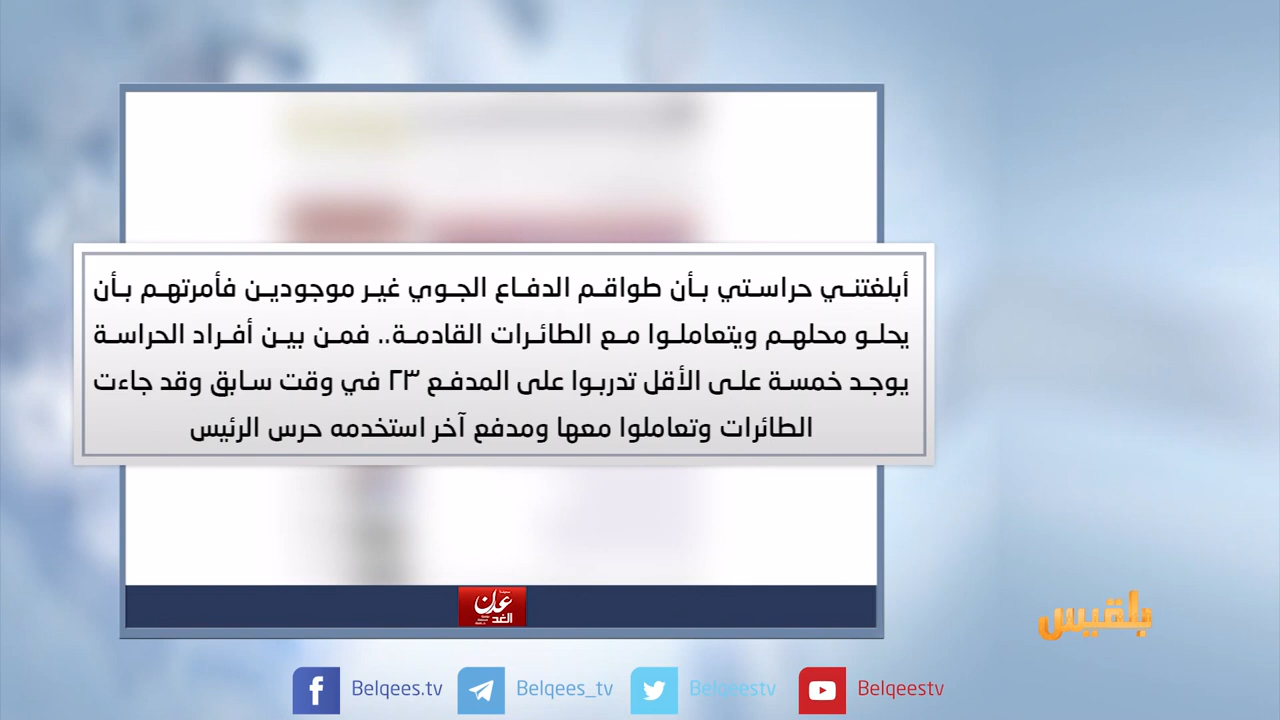 أبلغتني حراستي بأن طواقم الدفاع الجوي غير موجودين فأمرتهم بأن
يحلو محلهم ويتعاملوا مع الطائرات القادمة.. فمن بين أفراد الحراسة
يوجد خمسة على الأقل تدربوا على المدفع ٢٣ في وقت سابق وقد جاءت
الطائرات وتعاملوا معها ومدفع آخر استخدمه حرس الرئيس
عدن
الغد
بلقيس
Belqees.tv
Belqees_tv
Belqeestv
Belqeestv